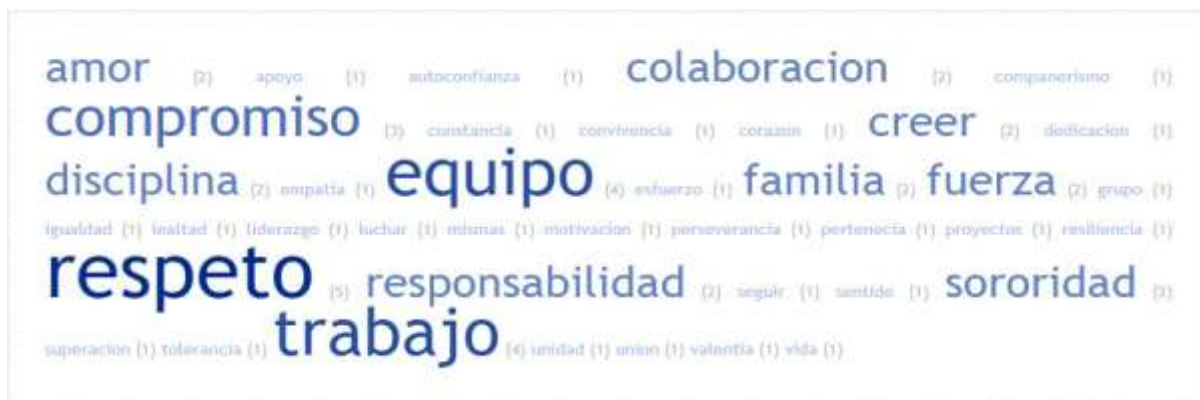 amor (2) apoyo (1) autoconfianza (1) colaboracion (2) companerismo (1)
compromiso (3) constancia (1) convivencia (1) corazon (1) creer (2) dedicacion (1)
disciplina (2) empatia (1) equipo (4) esfuerzo (1) familia (2) fuerza (2) grupo (1)
igualdad (1) lealtad (1) liderazgo (1) luchar (1) mismas (1) motivacion (1) perseverancia (1) pertenecia (1) proyectos (1) resiliencia (1)
respeto (5) responsabilidad (2) seguir (1) sentido (1) sororidad (2)
superacion (1) tolerancia (1) trabajo (4) unidad (1) union (1) valentia (1) vida (1)